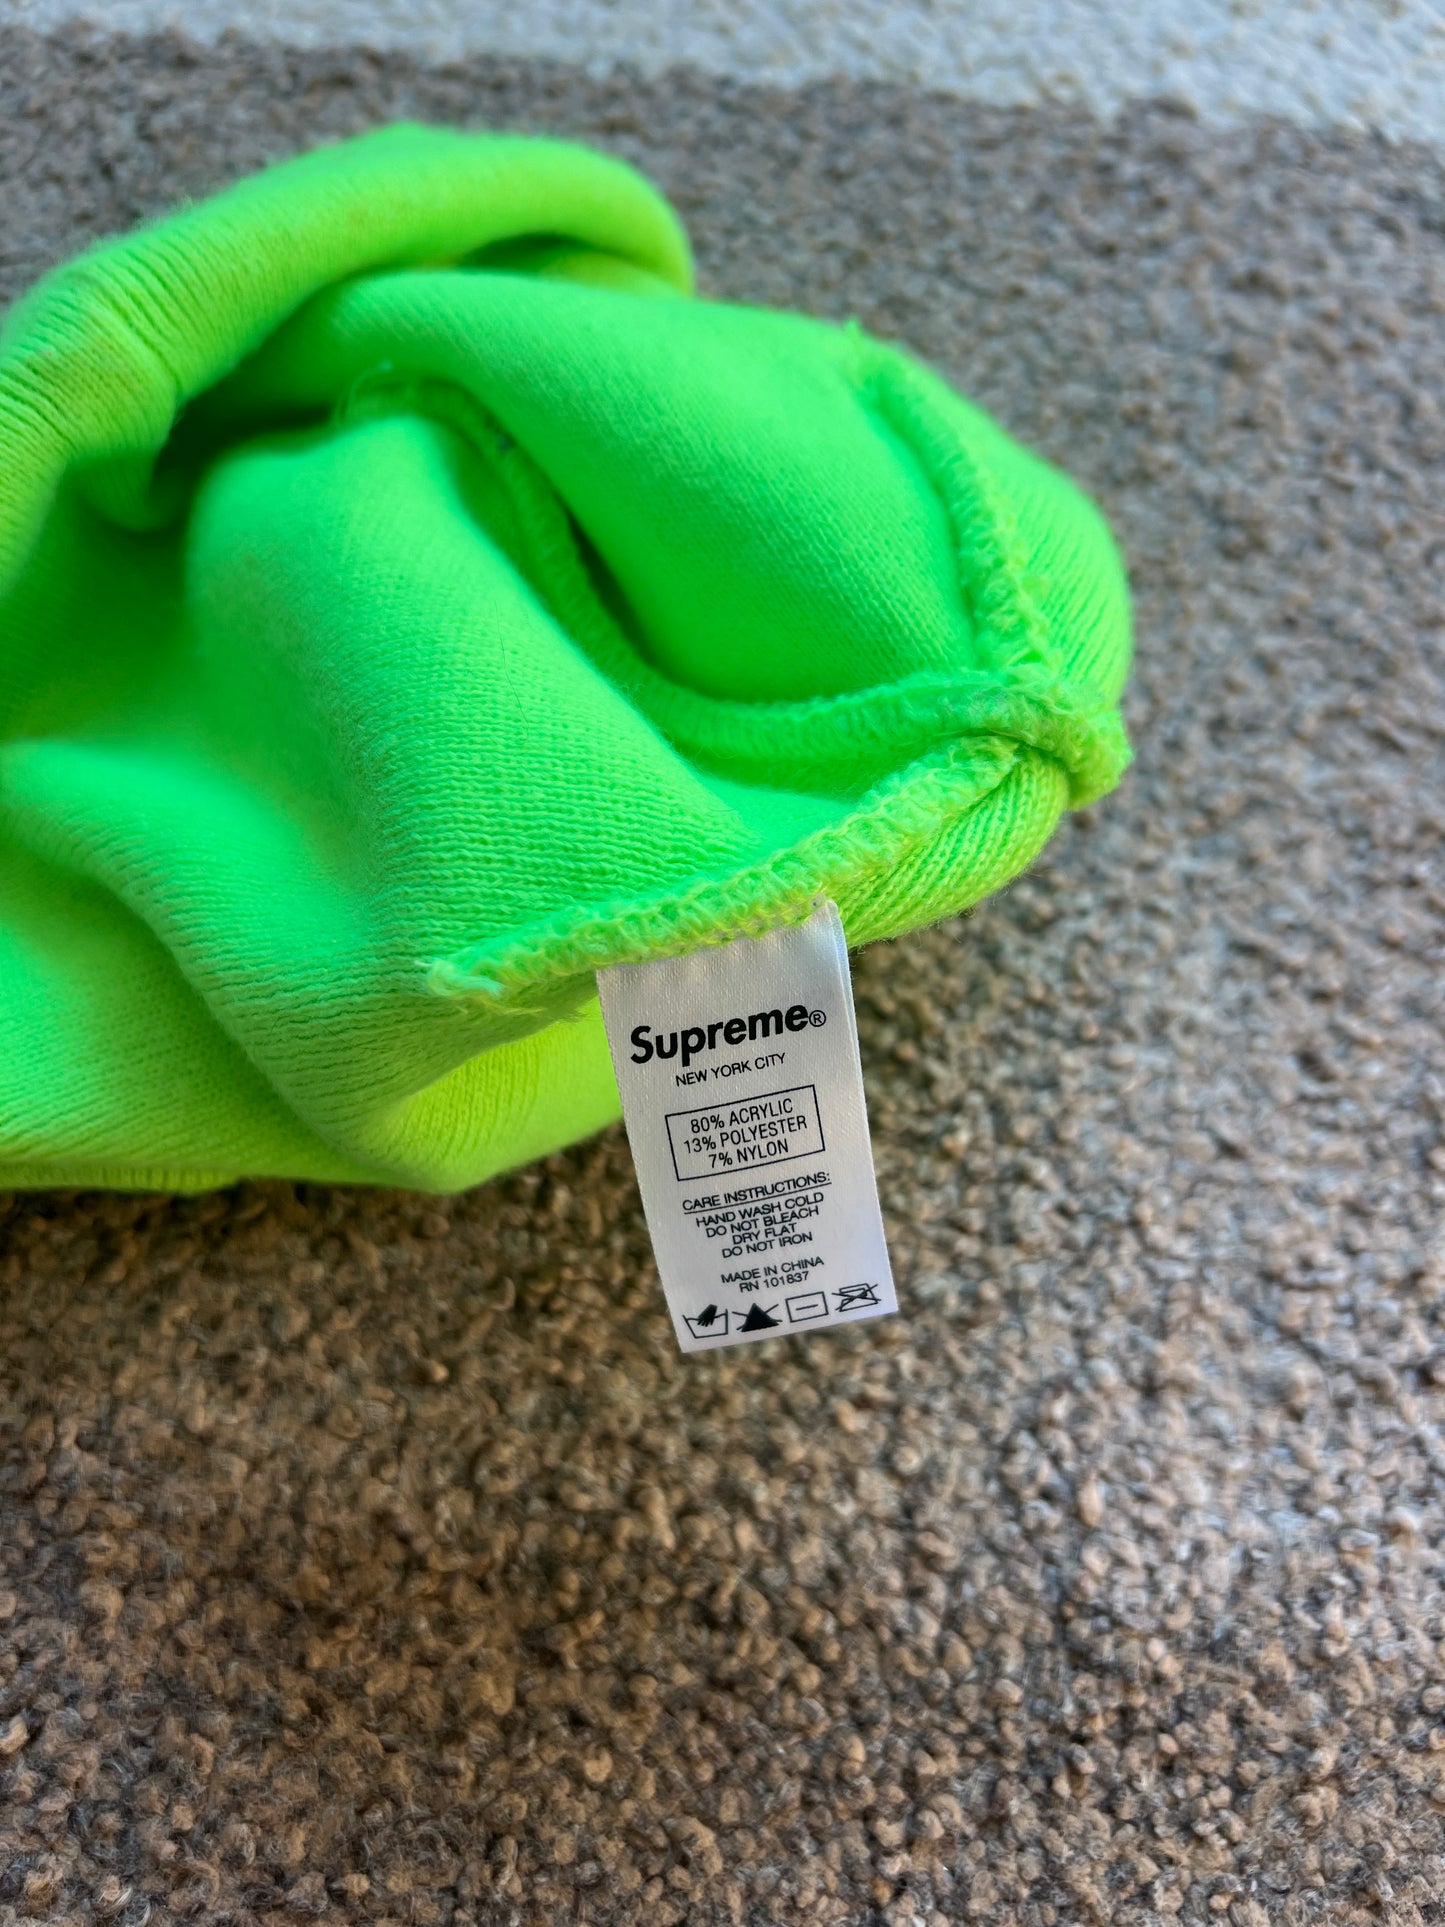 Supreme®
NEW YORK CITY
80% ACRYLIC
13% POLYESTER
7% NYLON
CARE INSTRUCTIONS:
HAND WASH COLD
DO NOT BLEACH
DRY FLAT
DO NOT IRON
MADE IN CHINA
RN 101837